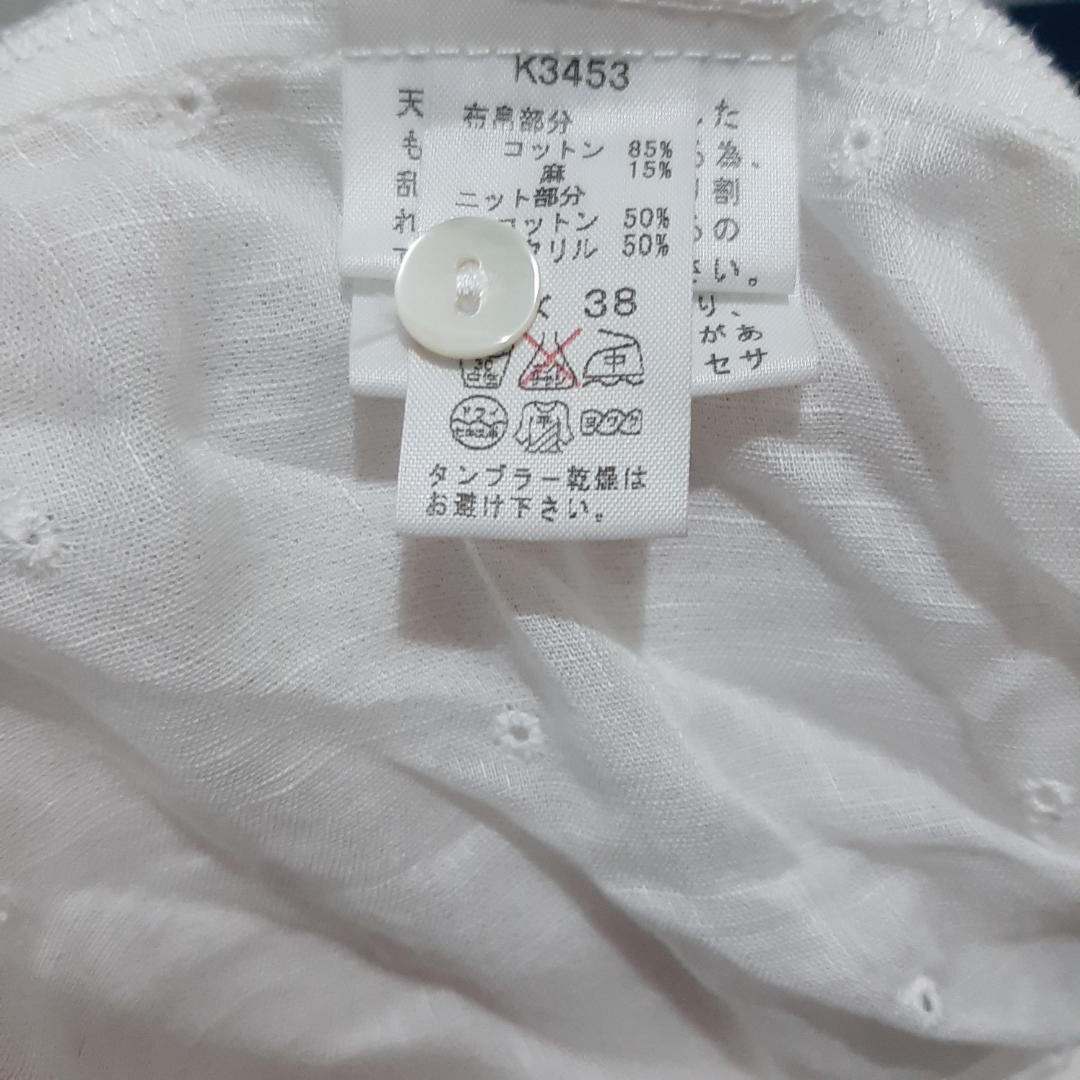 K3453
布帛部分
コットン 85%
麻 15%
ニット部分
コットン 50%
クリル 50%
38
タンブラー乾燥は
お避け下さい。
天
も
乱
れ
た
為、
割
の
い。
り、
があ
セサ